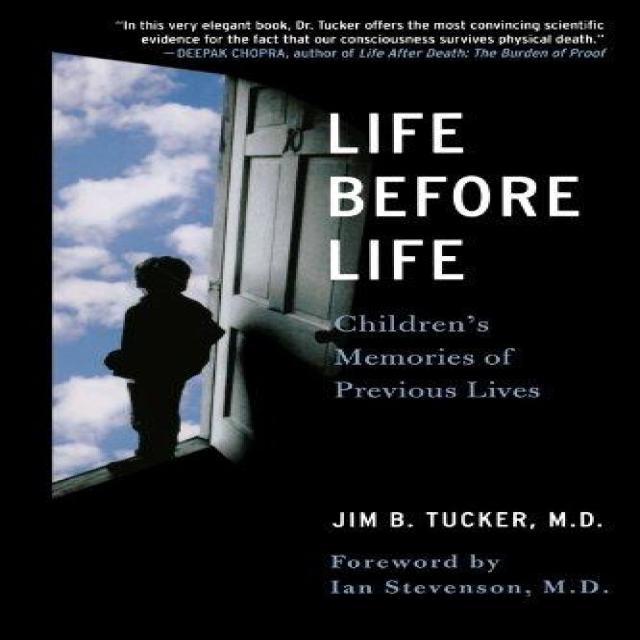 "In this very elegant book, Dr. Tucker offers the most convincing scientific
evidence for the fact that our consciousness survives physical death."
—DEEPAK CHOPRA, author of Life After Death: The Burden of Proof
LIFE
BEFORE
LIFE
Children's
Memories of
Previous Lives
JIM B. TUCKER, M.D.
Foreword by
Ian Stevenson, M.D.